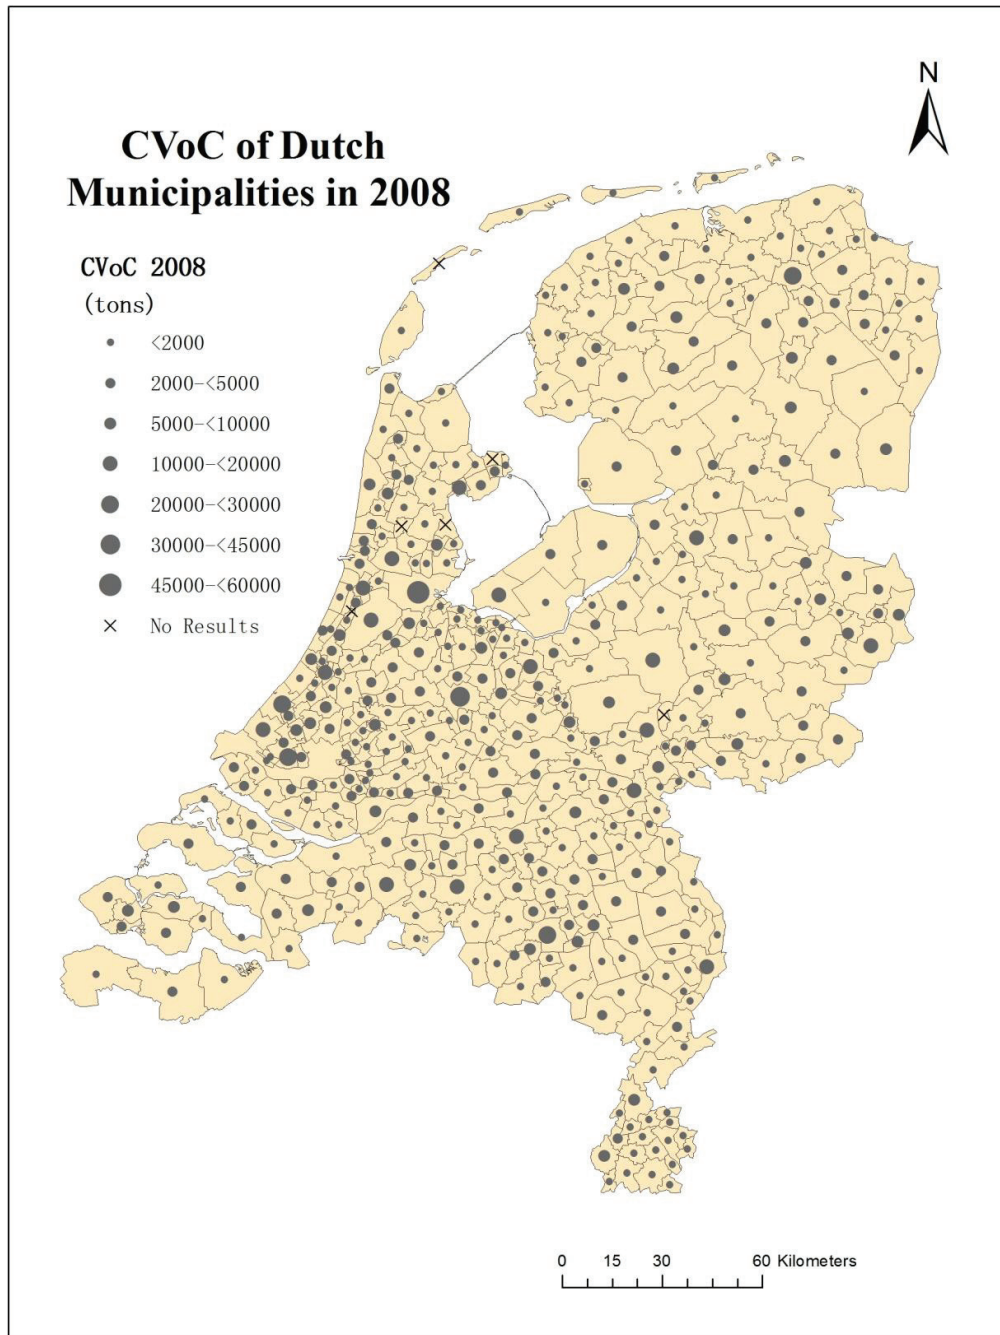 N
CVoC of Dutch
Municipalities in 2008
CVoC 2008
(tons)
<2000
2000-<5000
5000-<10000
10000-<20000
20000-<30000
30000-<45000
45000-<60000
No Results
0 15 30 60 Kilometers